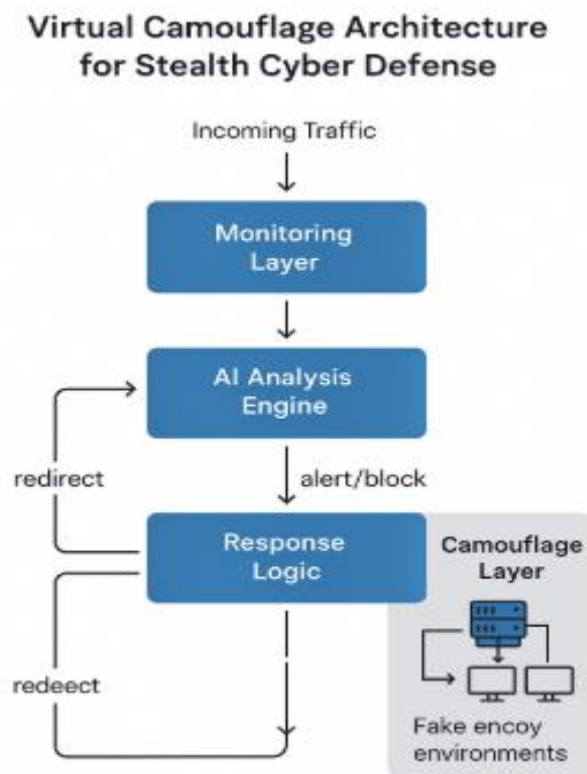 Virtual Camouflage Architecture
for Stealth Cyber Defense
Incoming Traffic
Monitoring
Layer
AI Analysis
Engine
redirect
alert/block
Response
Logic
Camouflage
Layer
redeect
Fake encoy
environments